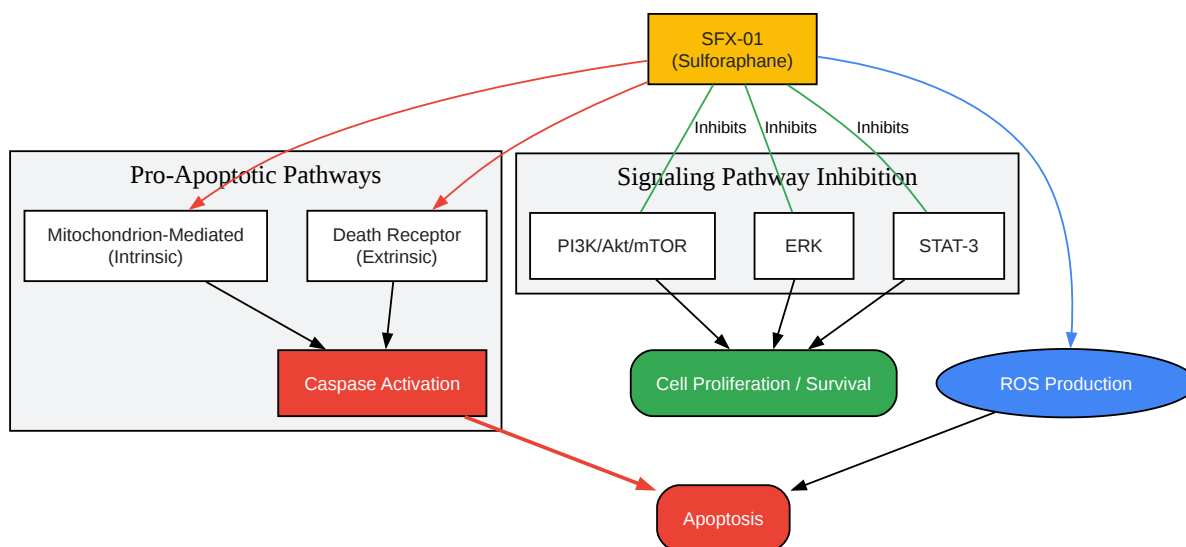 SFX-01
(Sulforaphane)
Inhibits
Inhibits
Inhibits
Pro-Apoptotic Pathways
Signaling Pathway Inhibition
Mitochondrion-Mediated
(Intrinsic)
Death Receptor
(Extrinsic)
PI3K/Akt/mTOR
ERK
STAT-3
Caspase Activation
Cell Proliferation / Survival
ROS Production
Apoptosis